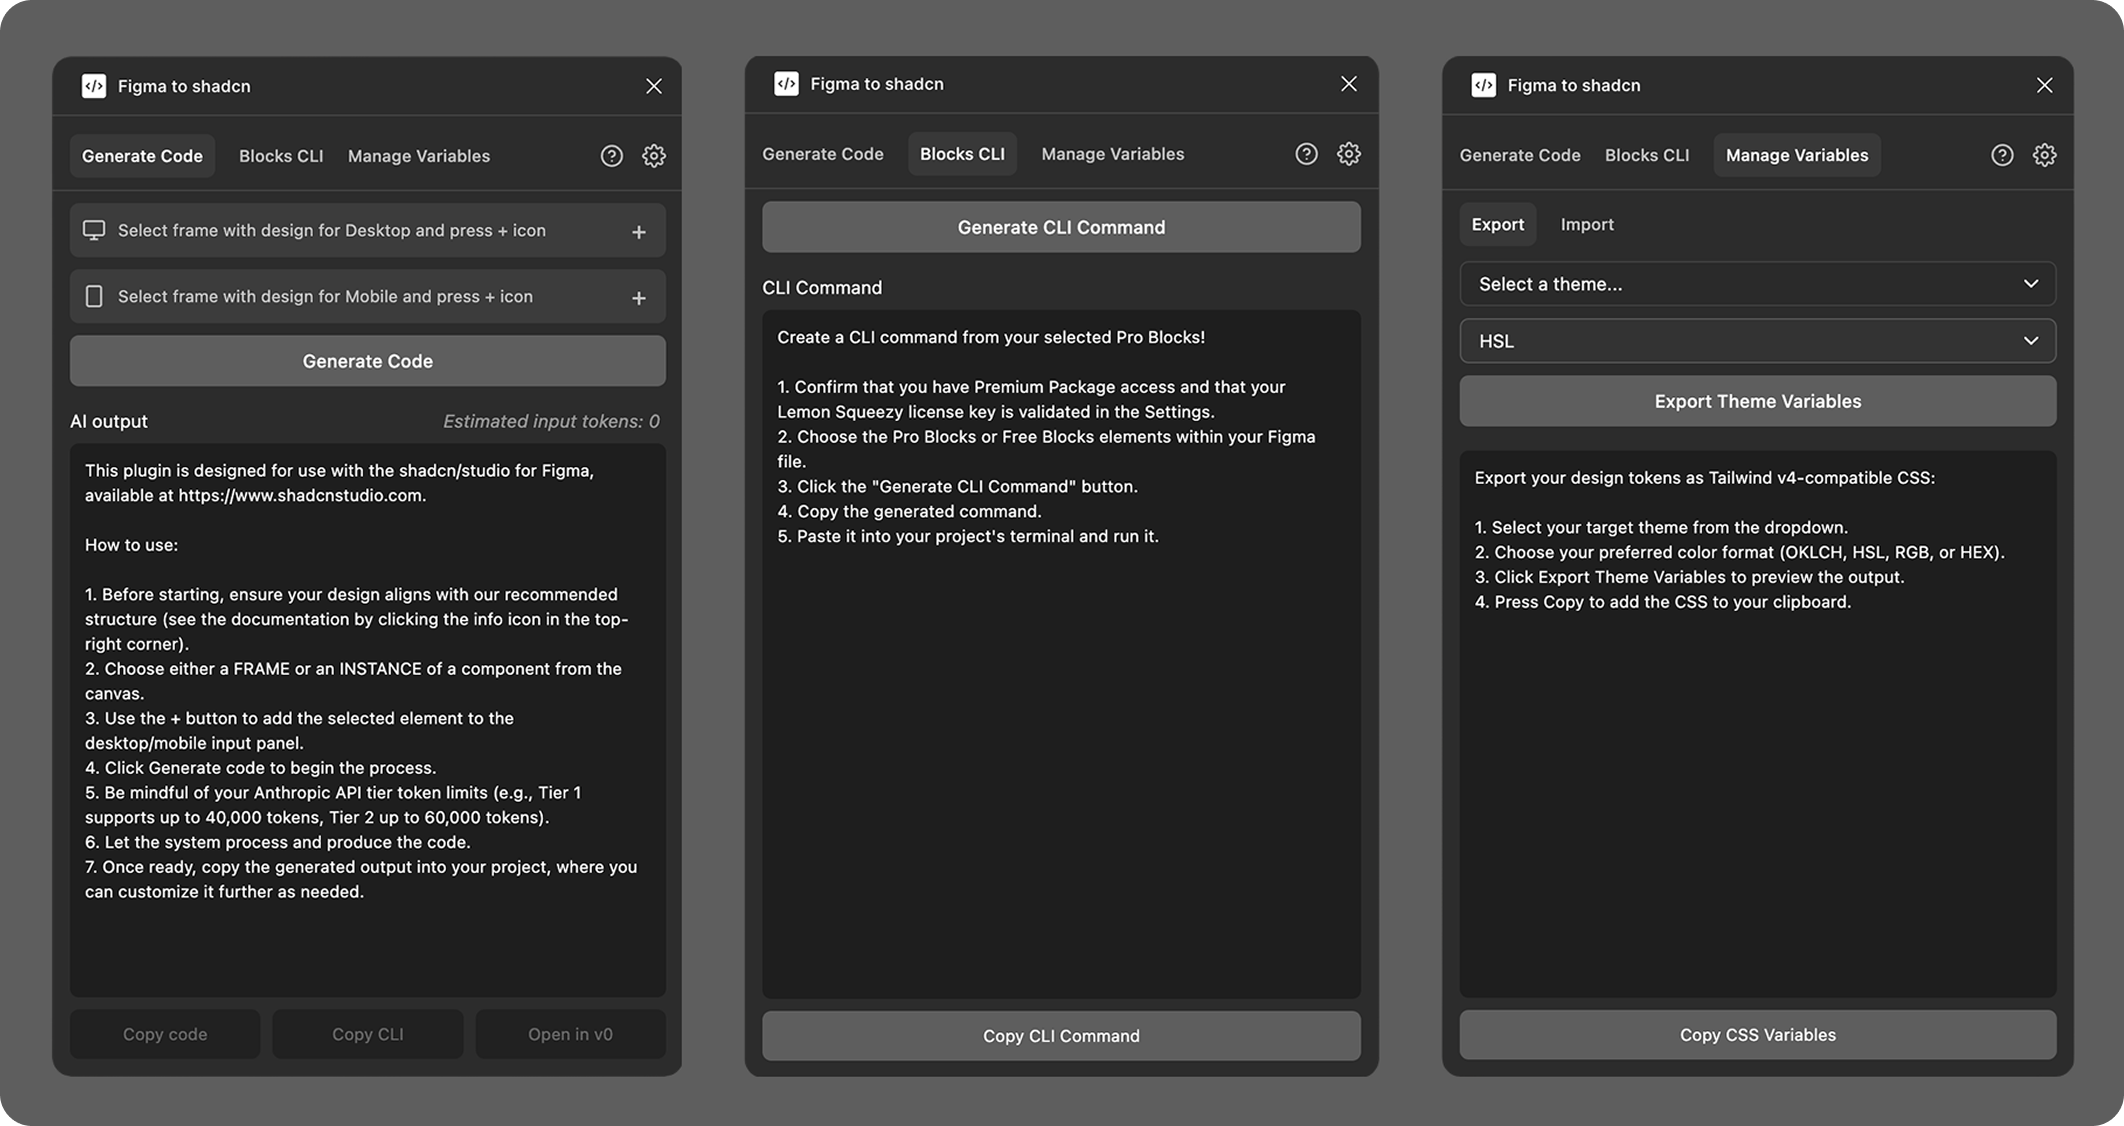 Figma to shadcn
Generate Code
Blocks CLI
Manage Variables
Select frame with design for Desktop and press + icon
Select frame with design for Mobile and press + icon
Generate Code
AI output
Estimated input tokens: 0
This plugin is designed for use with the shadcn/studio for Figma,
available at https://www.shadcnstudio.com.
How to use:
1. Before starting, ensure your design aligns with our recommended
structure (see the documentation by clicking the info icon in the top-
right corner).
2. Choose either a FRAME or an INSTANCE of a component from the
canvas.
3. Use the + button to add the selected element to the
desktop/mobile input panel.
4. Click Generate code to begin the process.
5. Be mindful of your Anthropic API tier token limits (e.g., Tier 1
supports up to 40,000 tokens, Tier 2 up to 60,000 tokens).
6. Let the system process and produce the code.
7. Once ready, copy the generated output into your project, where you
can customize it further as needed.
Copy code
Copy CLI
Open in v0
Figma to shadcn
Generate Code
Blocks CLI
Manage Variables
Generate CLI Command
CLI Command
Create a CLI command from your selected Pro Blocks!
1. Confirm that you have Premium Package access and that your
Lemon Squeezy license key is validated in the Settings.
2. Choose the Pro Blocks or Free Blocks elements within your Figma
file.
3. Click the "Generate CLI Command" button.
4. Copy the generated command.
5. Paste it into your project's terminal and run it.
Copy CLI Command
Figma to shadcn
Generate Code
Blocks CLI
Manage Variables
Export
Import
Select a theme...
HSL
Export Theme Variables
Export your design tokens as Tailwind v4-compatible CSS:
1. Select your target theme from the dropdown.
2. Choose your preferred color format (OKLCH, HSL, RGB, or HEX).
3. Click Export Theme Variables to preview the output.
4. Press Copy to add the CSS to your clipboard.
Copy CSS Variables